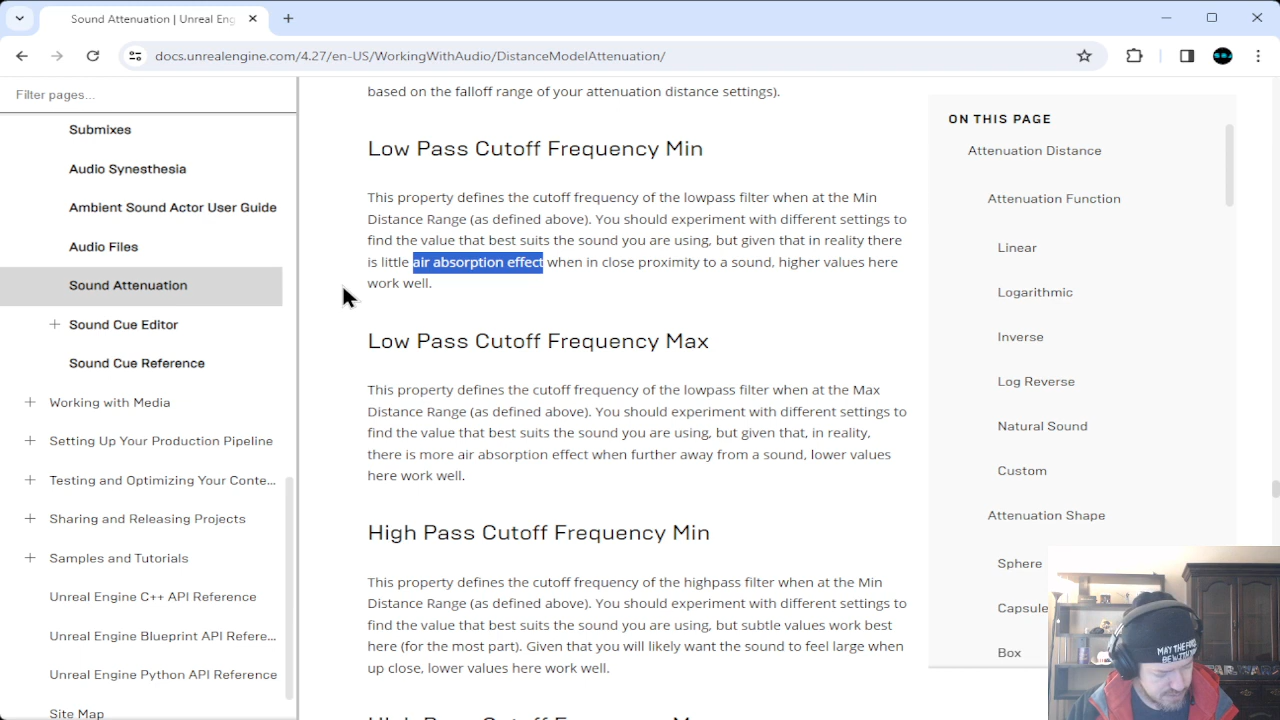 Sound Attenuation | Unreal Eng
docs.unrealengine.com/4.27/en-US/WorkingWithAudio/DistanceModelAttenuation/
Filter pages...
Submixes
Audio Synesthesia
Ambient Sound Actor User Guide
Audio Files
Sound Attenuation
Sound Cue Editor
Sound Cue Reference
Working with Media
Setting Up Your Production Pipeline
Testing and Optimizing Your Conte...
Sharing and Releasing Projects
Samples and Tutorials
Unreal Engine C++ API Reference
Unreal Engine Blueprint API Refere...
Unreal Engine Python API Reference
Site Map
based on the falloff range of your attenuation distance settings).
Low Pass Cutoff Frequency Min
This property defines the cutoff frequency of the lowpass filter when at the Min
Distance Range (as defined above). You should experiment with different settings to
find the value that best suits the sound you are using, but given that in reality there
is little air absorption effect when in close proximity to a sound, higher values here
work well.
Low Pass Cutoff Frequency Max
This property defines the cutoff frequency of the lowpass filter when at the Max
Distance Range (as defined above). You should experiment with different settings to
find the value that best suits the sound you are using, but given that, in reality,
there is more air absorption effect when further away from a sound, lower values
here work well.
High Pass Cutoff Frequency Min
This property defines the cutoff frequency of the highpass filter when at the Min
Distance Range (as defined above). You should experiment with different settings to
find the value that best suits the sound you are using, but subtle values work best
here (for the most part). Given that you will likely want the sound to feel large when
up close, lower values here work well.
ON THIS PAGE
Attenuation Distance
Attenuation Function
Linear
Logarithmic
Inverse
Log Reverse
Natural Sound
Custom
Attenuation Shape
Sphere
Capsule
Box
MAY THE FO
BE WITH